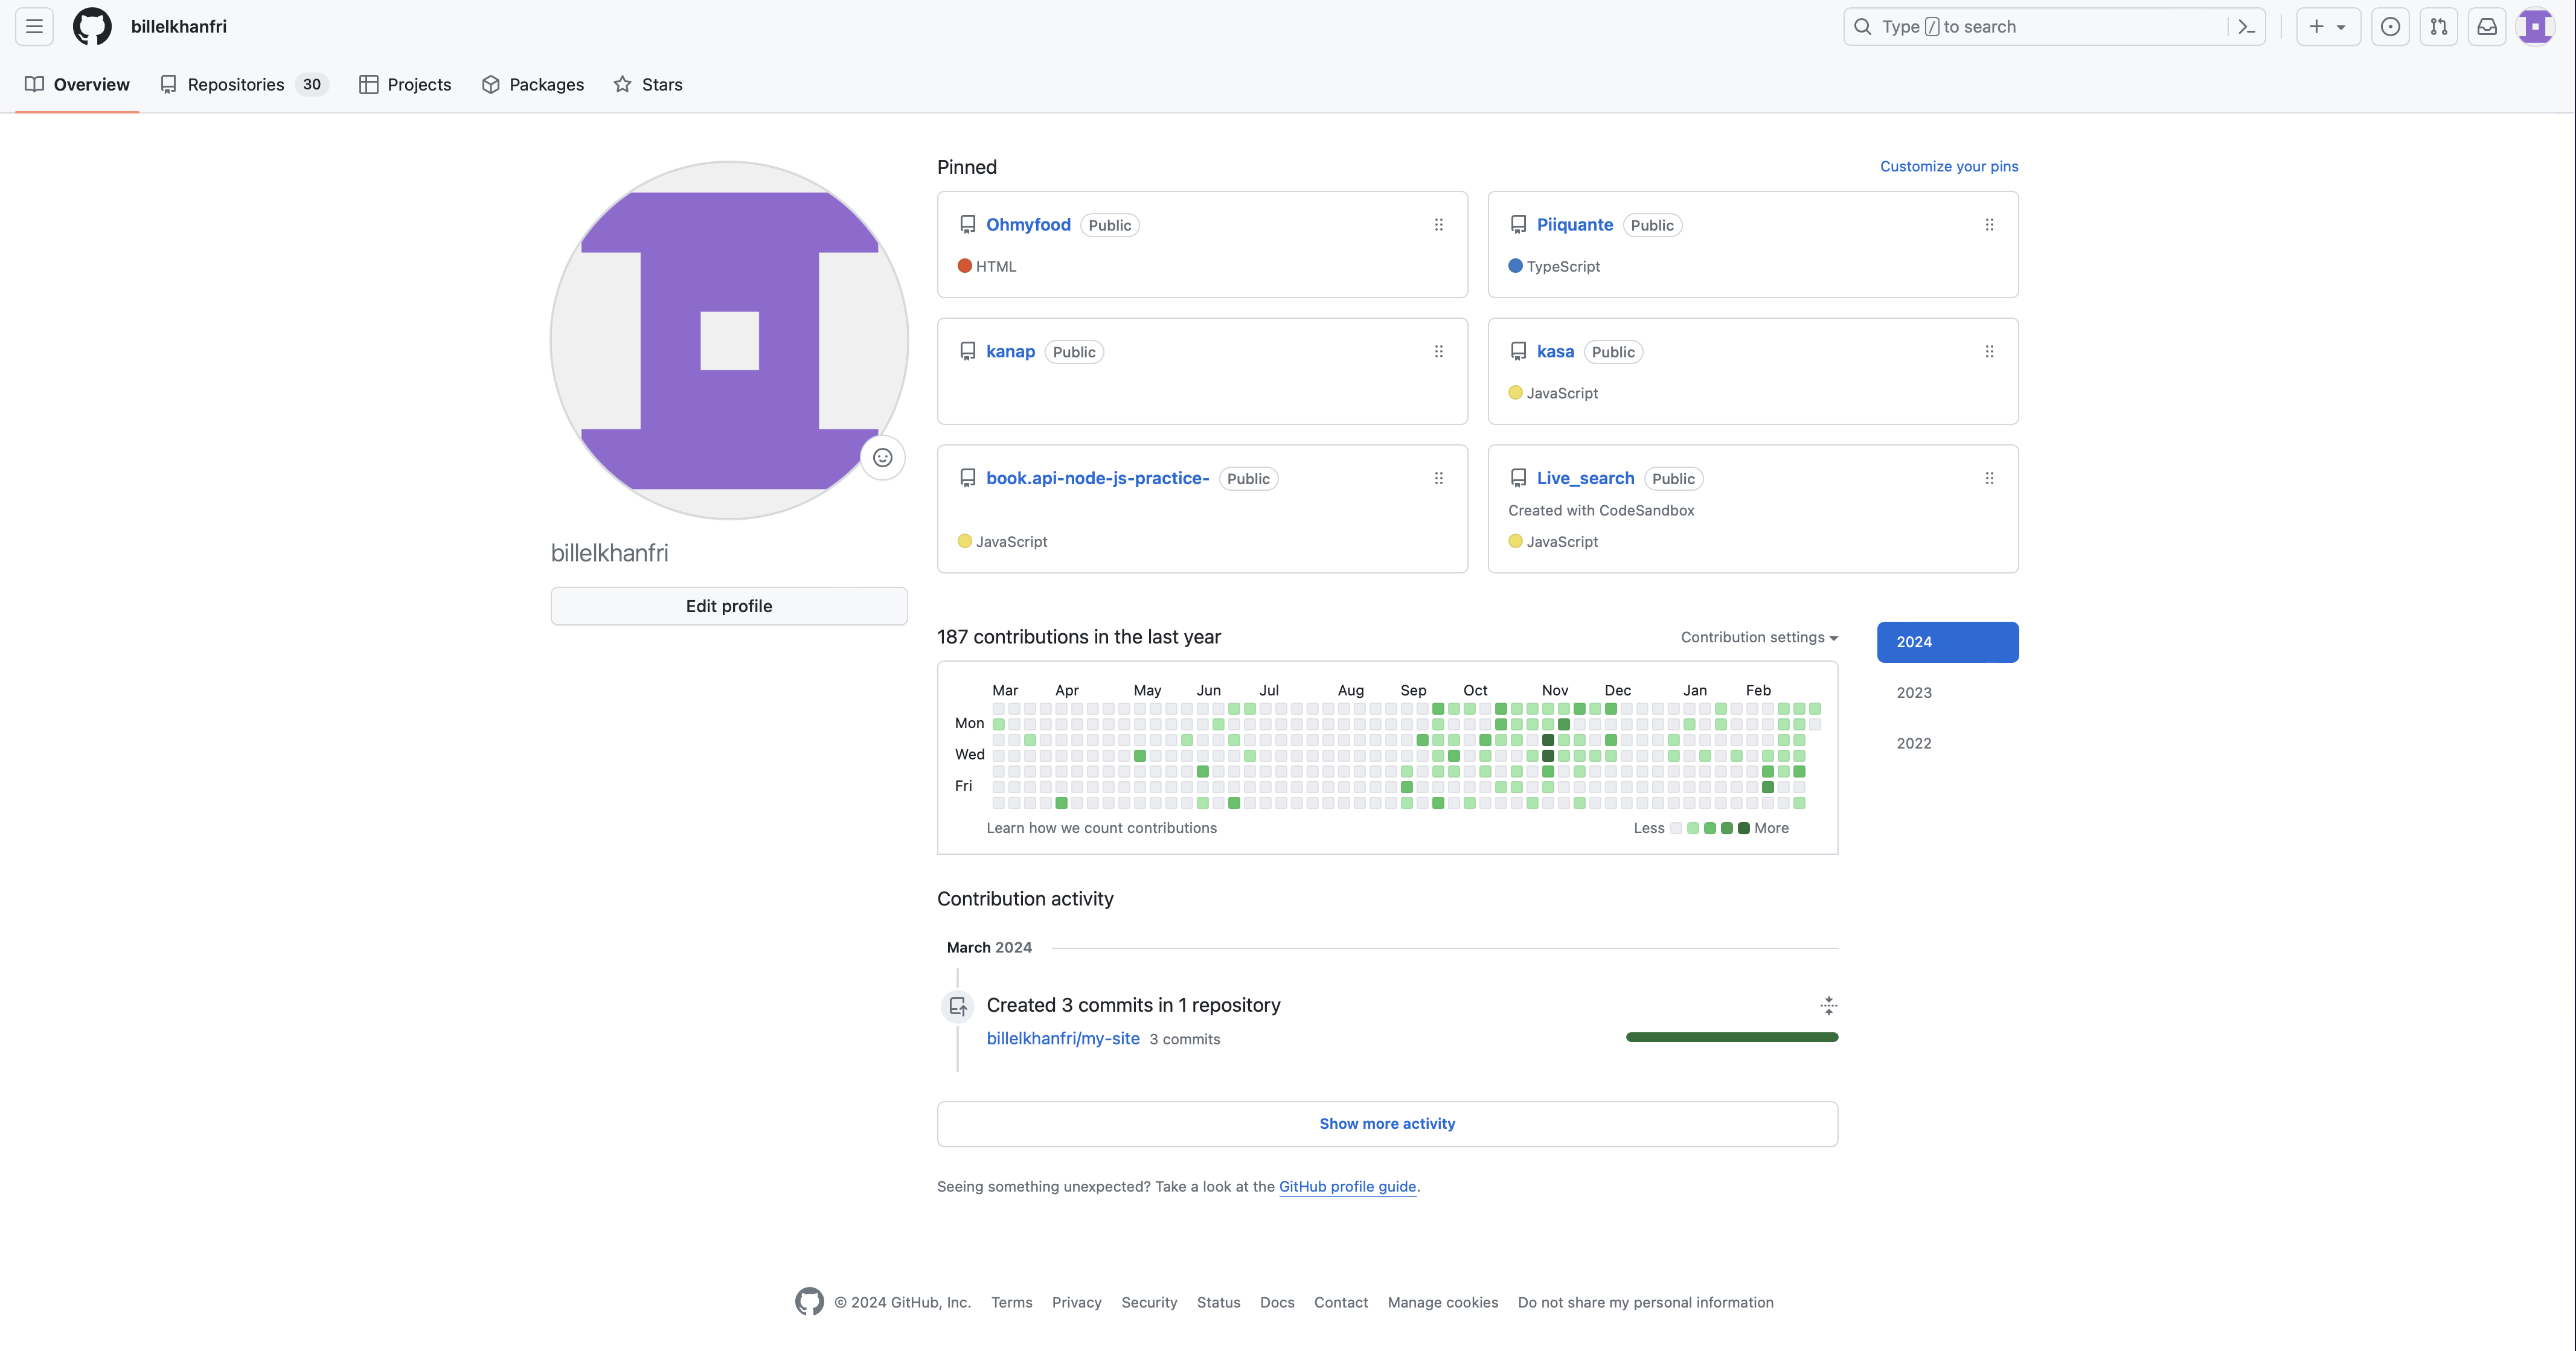 billelkhanfri
Type / to search
Overview
Repositories 30
Projects
Packages
Stars
billelkhanfri
Edit profile
Pinned
Customize your pins
Ohmyfood Public
HTML
Piiquante Public
TypeScript
kanap Public
kasa Public
JavaScript
book.api-node-js-practice- Public
JavaScript
Live_search Public
Created with CodeSandbox
JavaScript
187 contributions in the last year
Contribution settings
2024
2023
2022
Mar Apr May Jun Jul Aug Sep Oct Nov Dec Jan Feb
Mon
Wed
Fri
Learn how we count contributions
Less More
Contribution activity
March 2024
Created 3 commits in 1 repository
billelkhanfri/my-site 3 commits
Show more activity
Seeing something unexpected? Take a look at the GitHub profile guide.
© 2024 GitHub, Inc. Terms Privacy Security Status Docs Contact Manage cookies Do not share my personal information